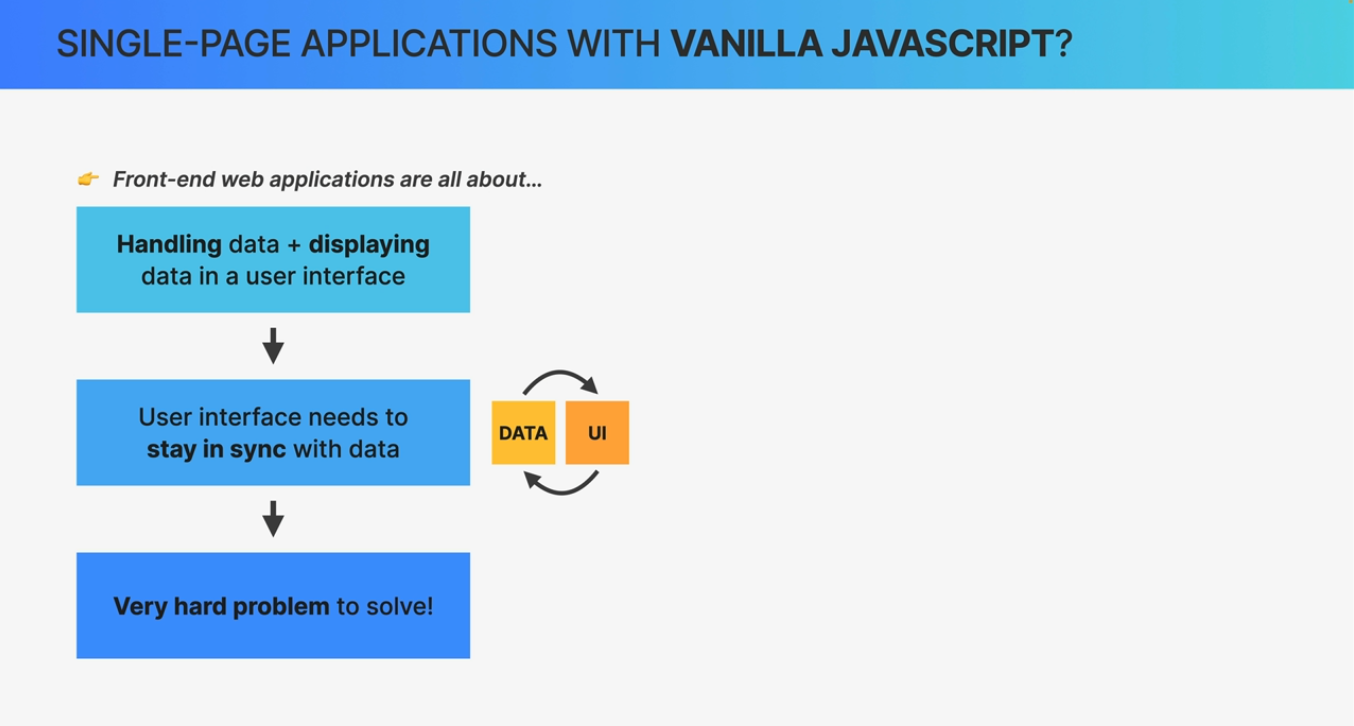 SINGLE-PAGE APPLICATIONS WITH VANILLA JAVASCRIPT?
👉 Front-end web applications are all about…
Handling data + displaying
data in a user interface
User interface needs to
stay in sync with data
DATA
UI
Very hard problem to solve!